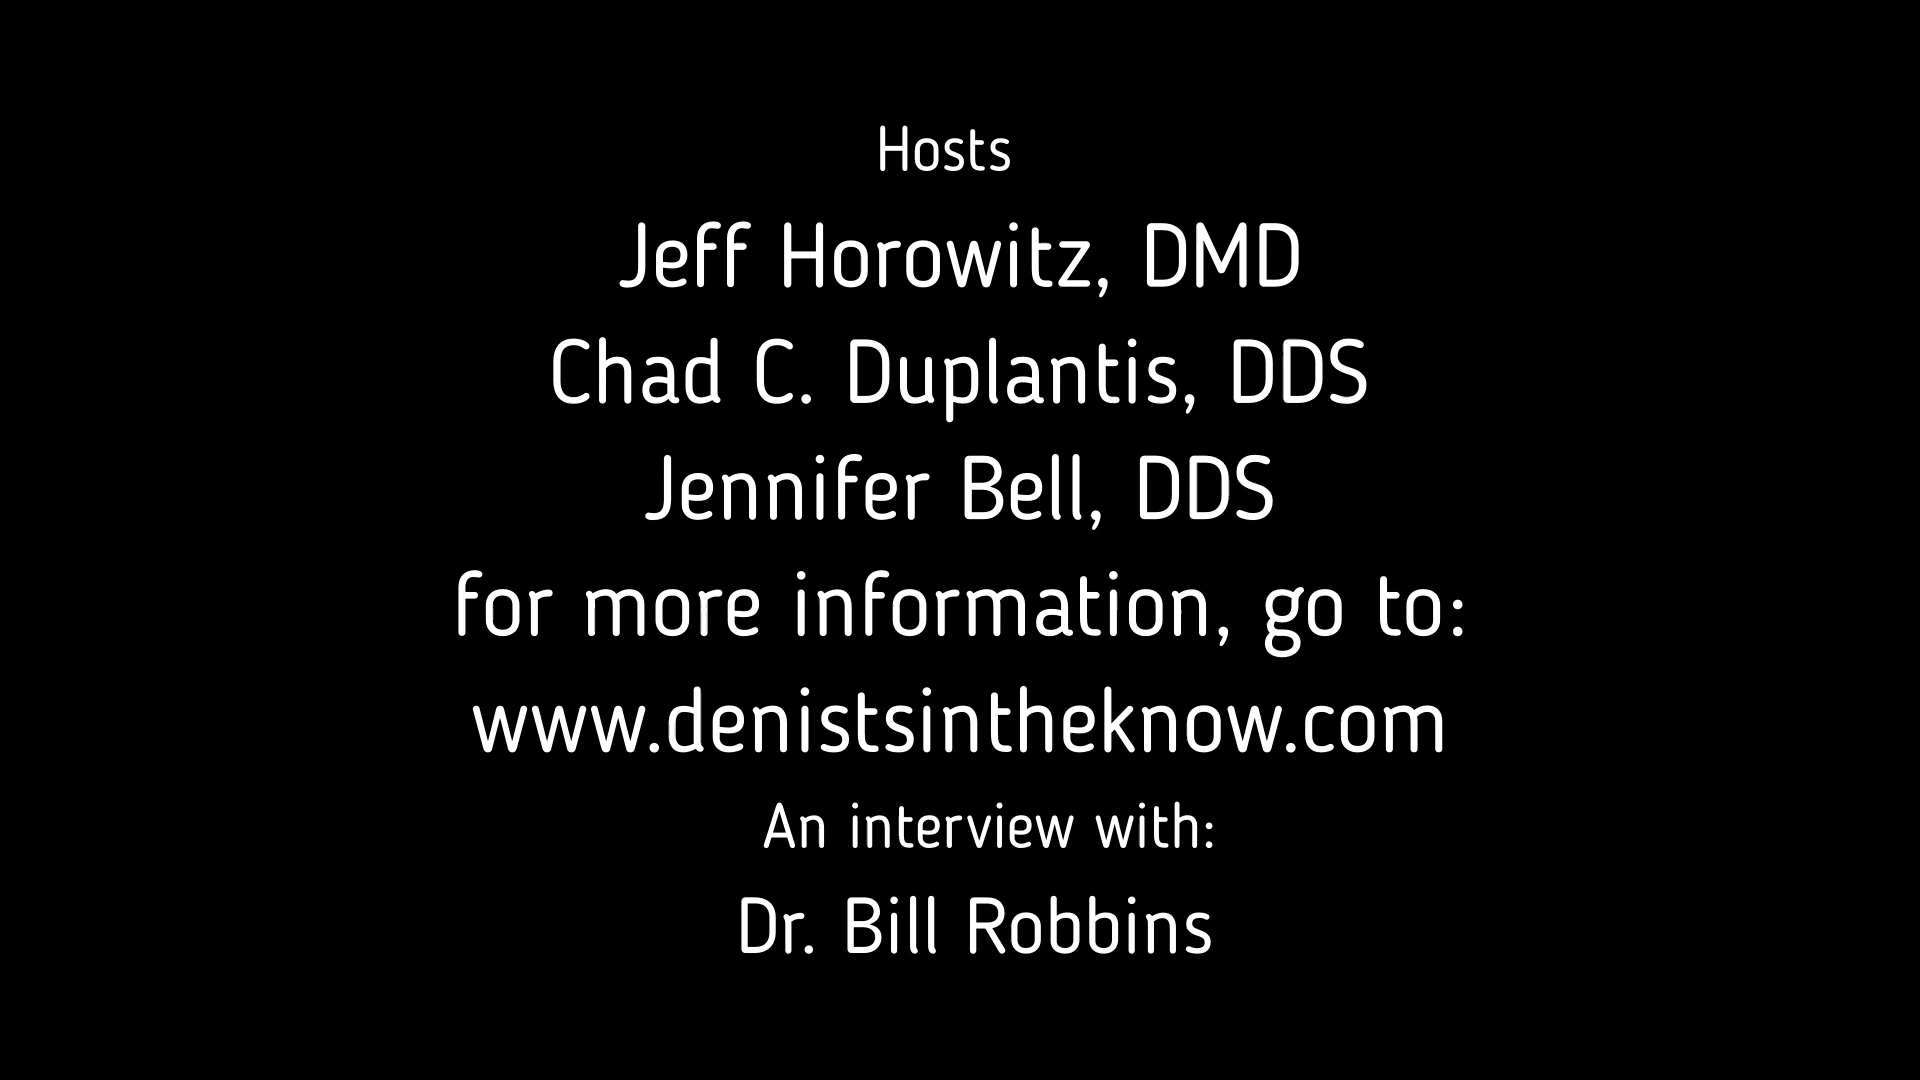 Hosts
Jeff Horowitz, DMD
Chad C. Duplantis, DDS
Jennifer Bell, DDS
for more information, go to:
www.denistsintheknow.com
An interview with:
Dr. Bill Robbins